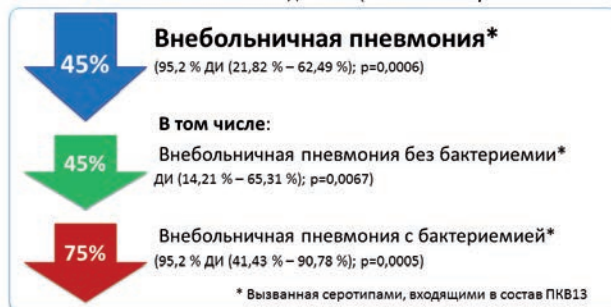 45%
Внебольничная пневмония*
(95,2 % ДИ (21,82 % – 62,49 %); p=0,0006)
В том числе:
45%
Внебольничная пневмония без бактериемии*
ДИ (14,21 % – 65,31 %); p=0,0067)
75%
Внебольничная пневмония с бактериемией*
(95,2 % ДИ (41,43 % – 90,78 %); p=0,0005)
* Вызванная серотипами, входящими в состав ПКВ13